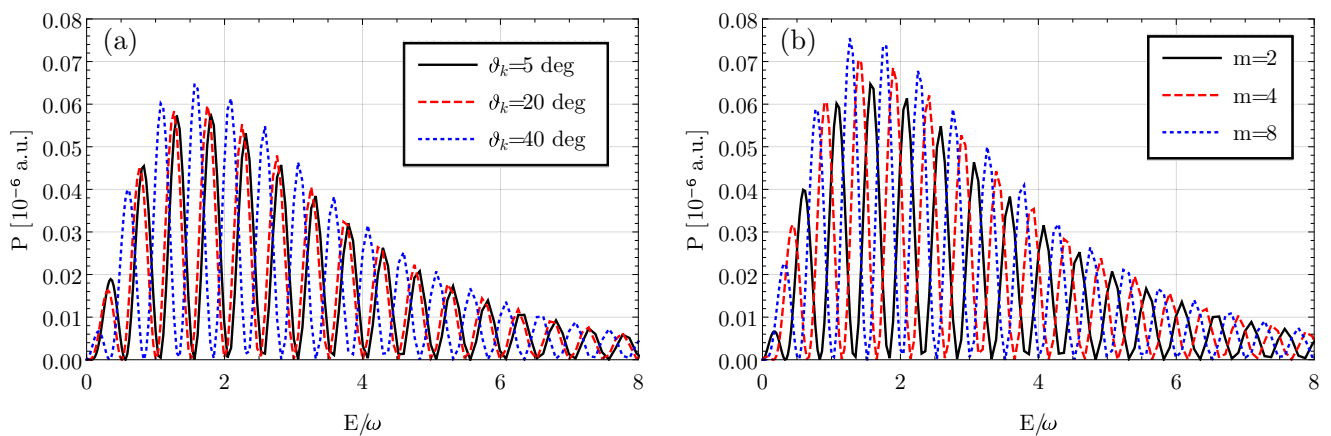 (a)
ϑₖ=5 deg
ϑₖ=20 deg
ϑₖ=40 deg
P [10⁻⁶ a.u.]
0.08
0.07
0.06
0.05
0.04
0.03
0.02
0.01
0.00
0 2 4 6 8
E/ω
(b)
m=2
m=4
m=8
P [10⁻⁶ a.u.]
0.08
0.07
0.06
0.05
0.04
0.03
0.02
0.01
0.00
0 2 4 6 8
E/ω